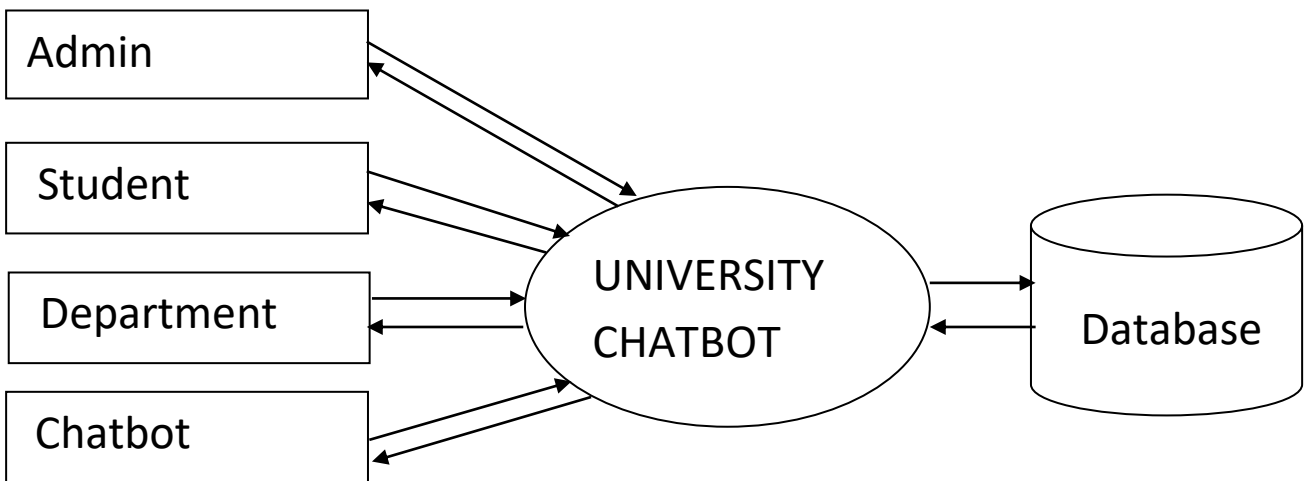 Admin
Student
Department
Chatbot
UNIVERSITY
CHATBOT
Database